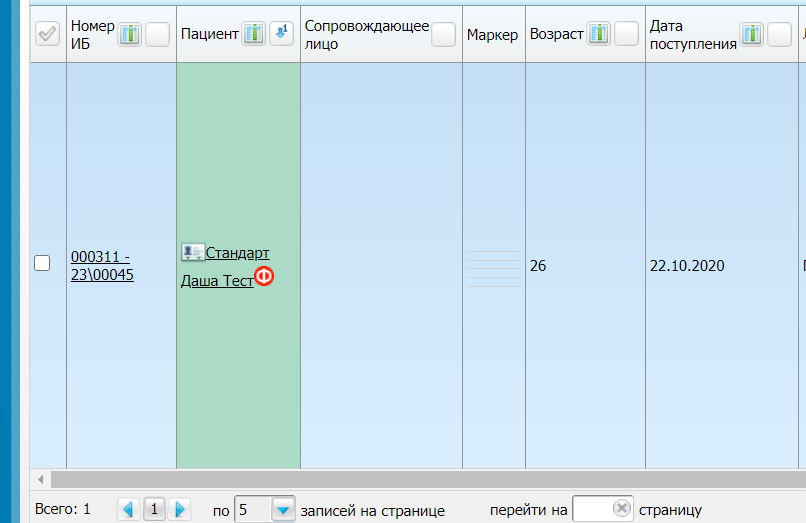 Номер ИБ
Пациент
1
Сопровождающее лицо
Маркер
Возраст
Дата поступления
000311 -
23\00045
Стандарт
Даша Тест
Ф
26
22.10.2020
Всего: 1
1
по 5 записей на странице
перейти на
страницу